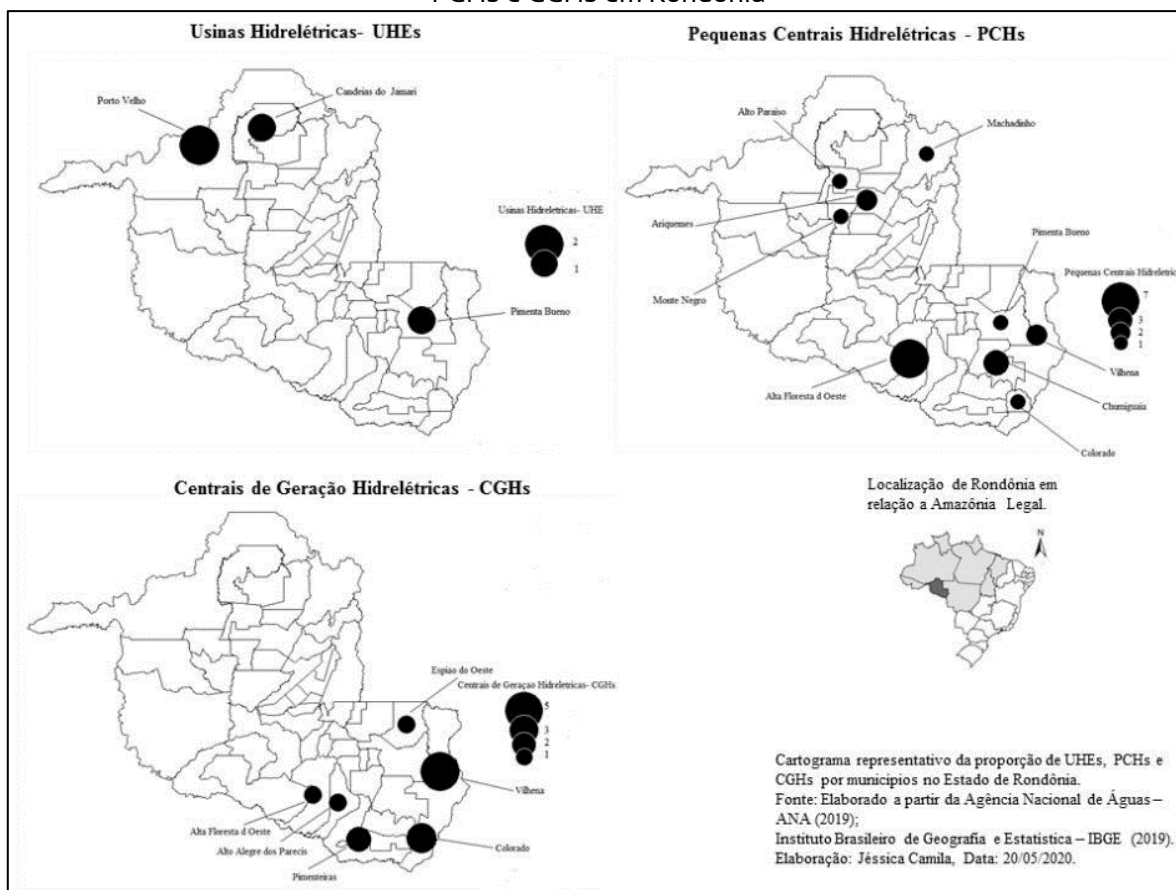 PCHs e CGHs em Rondônia
Usinas Hidrelétricas- UHEs
Porto Velho
Candeias do Jamari
Usinas Hidreletricas- UHE
2
1
Pimenta Bueno
Pequenas Centrais Hidrelétricas - PCHs
Alto Paraiso
Machadinho
Ariquemes
Monte Negro
Pimenta Bueno
Pequenas Centrais Hidreletric
7
3
2
1
Vilhena
Alta Floresta d Oeste
Colorado
Centrais de Geração Hidrelétricas - CGHs
Espiao do Oeste
Centrais de Geraçao Hidreletricas- CGHs
5
3
2
1
Vilhena
Alta Floresta d Oeste
Alto Alegre dos Parecis
Colorado
Pimenteiras
Localização de Rondônia em
relação a Amazônia Legal.
N
Cartograma representativo da proporção de UHEs, PCHs e
CGHs por municipios no Estado de Rondônia.
Fonte: Elaborado a partir da Agência Nacional de Águas –
ANA (2019);
Instituto Brasileiro de Geografia e Estatistica – IBGE (2019).
Elaboração: Jéssica Camila, Data: 20/05/2020.